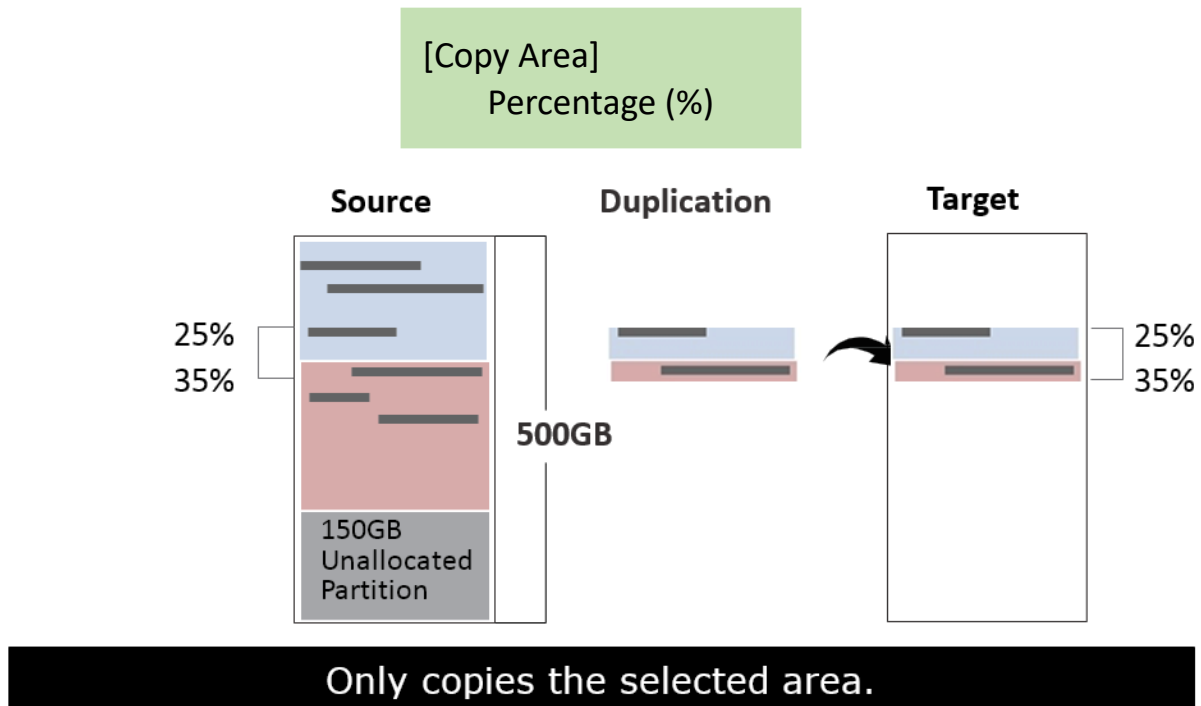 [Copy Area]
Percentage (%)
Source
Duplication
Target
25%
35%
500GB
25%
35%
150GB
Unallocated
Partition
Only copies the selected area.